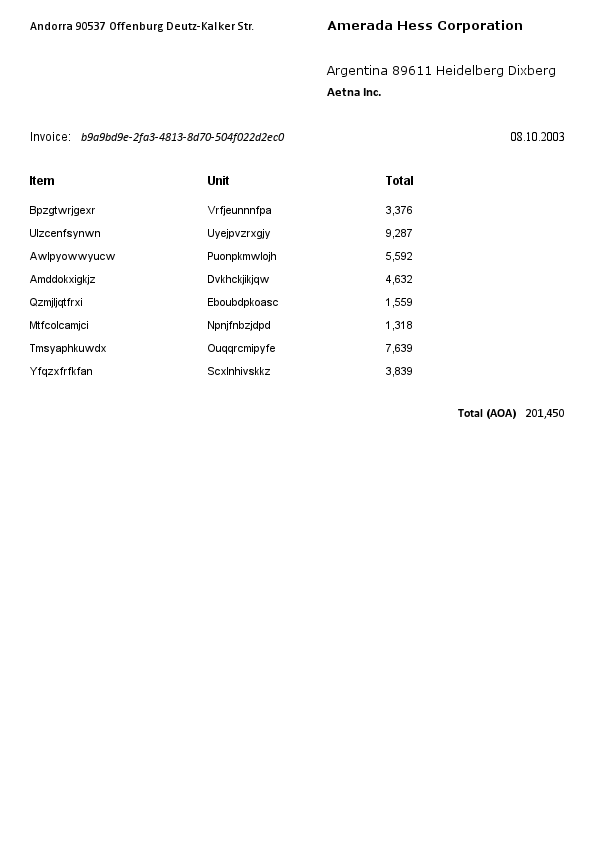 Andorra 90537 Offenburg Deutz-Kalker Str.
Amerada Hess Corporation
Argentina 89611 Heidelberg Dixberg
Aetna Inc.
Invoice: b9a9bd9e-2fa3-4813-8d70-504f022d2ec0 08.10.2003
Item Unit Total
Bpzgtwrjgexr Vrfjeunnnfpa 3,376
Ulzcenfsynwn Uyejpvzrxgjy 9,287
Awlpyowwyucw Puonpkmwlojh 5,592
Amddokxigkjz Dvkhckjikjqw 4,632
Qzmjljqtfrxi Eboubdpkoasc 1,559
Mtfcolcamjci Npnjfnbzjdpd 1,318
Tmsyaphkuwdx Ouqqrcmipyfe 7,639
Yfqzxfrfkfan Scxlnhivskkz 3,839
Total (AOA) 201,450